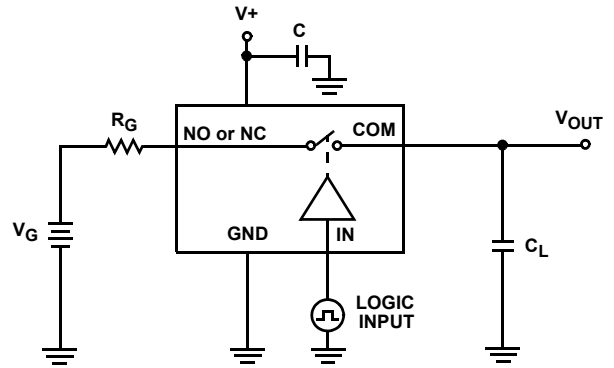 V+
C
RG
NO or NC
COM
VOUT
VG
GND
IN
CL
LOGIC
INPUT